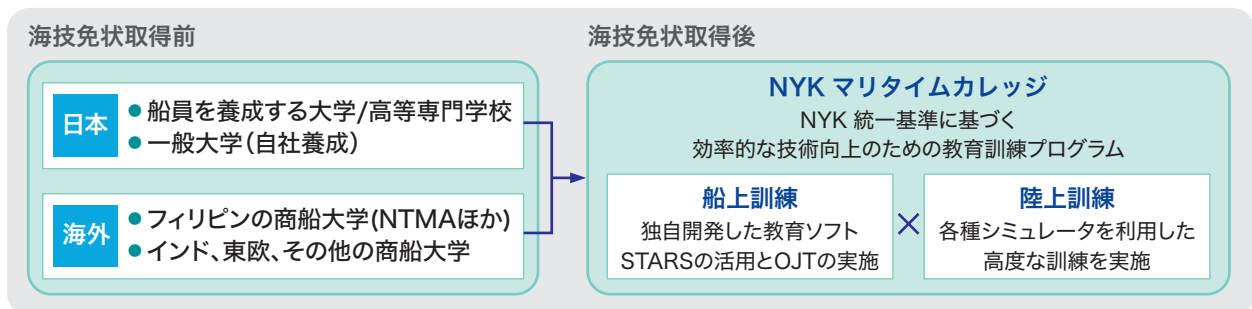 海技免状取得前
日本
●船員を養成する大学/高等専門学校
●一般大学(自社養成)
海外
●フィリピンの商船大学(NTMAほか)
●インド、東欧、その他の商船大学
海技免状取得後
NYK マリタイムカレッジ
NYK 統一基準に基づく
効率的な技術向上のための教育訓練プログラム
船上訓練
独自開発した教育ソフト
STARSの活用とOJTの実施
×
陸上訓練
各種シミュレータを利用した
高度な訓練を実施